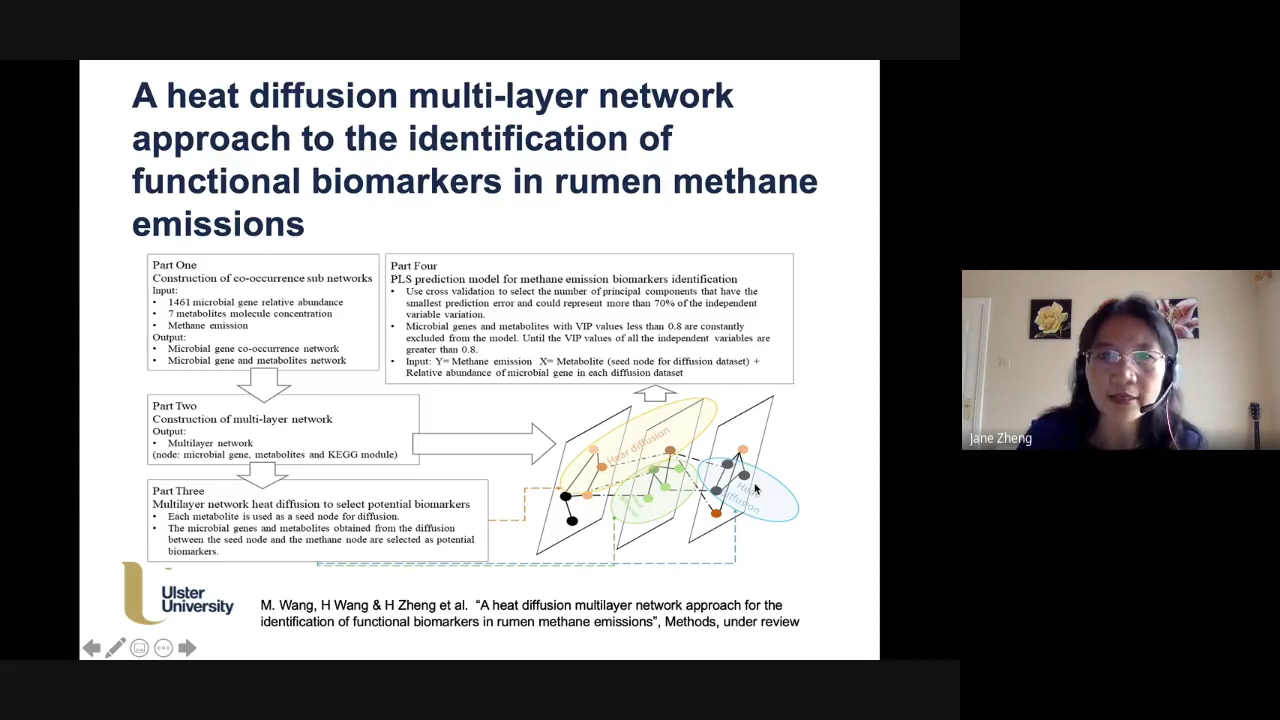 A heat diffusion multi-layer network
approach to the identification of
functional biomarkers in rumen methane
emissions
Part One
Construction of co-occurrence sub networks
Input:
• 1461 microbial gene relative abundance
• 7 metabolites molecule concentration
• Methane emission
Output:
• Microbial gene co-occurrence network
• Microbial gene and metabolites network
Part Two
Construction of multi-layer network
Output:
• Multilayer network
(node: microbial gene, metabolites and KEGG module)
Part Three
Multilayer network heat diffusion to select potential biomarkers
• Each metabolite is used as a seed node for diffusion.
• The microbial genes and metabolites obtained from the diffusion
between the seed node and the methane node are selected as potential
biomarkers.
Part Four
PLS prediction model for methane emission biomarkers identification
• Use cross validation to select the number of principal components that have the
smallest prediction error and could represent more than 70% of the independent
variable variation.
• Microbial genes and metabolites with VIP values less than 0.8 are constantly
excluded from the model. Until the VIP values of all the independent variables are
greater than 0.8.
• Input: Y= Methane emission X= Metabolite (seed node for diffusion dataset) +
Relative abundance of microbial gene in each diffusion dataset
Hear diffusion
Ulster
University
M. Wang, H Wang & H Zheng et al. “A heat diffusion multilayer network approach for the
identification of functional biomarkers in rumen methane emissions”, Methods, under review
Jane Zheng